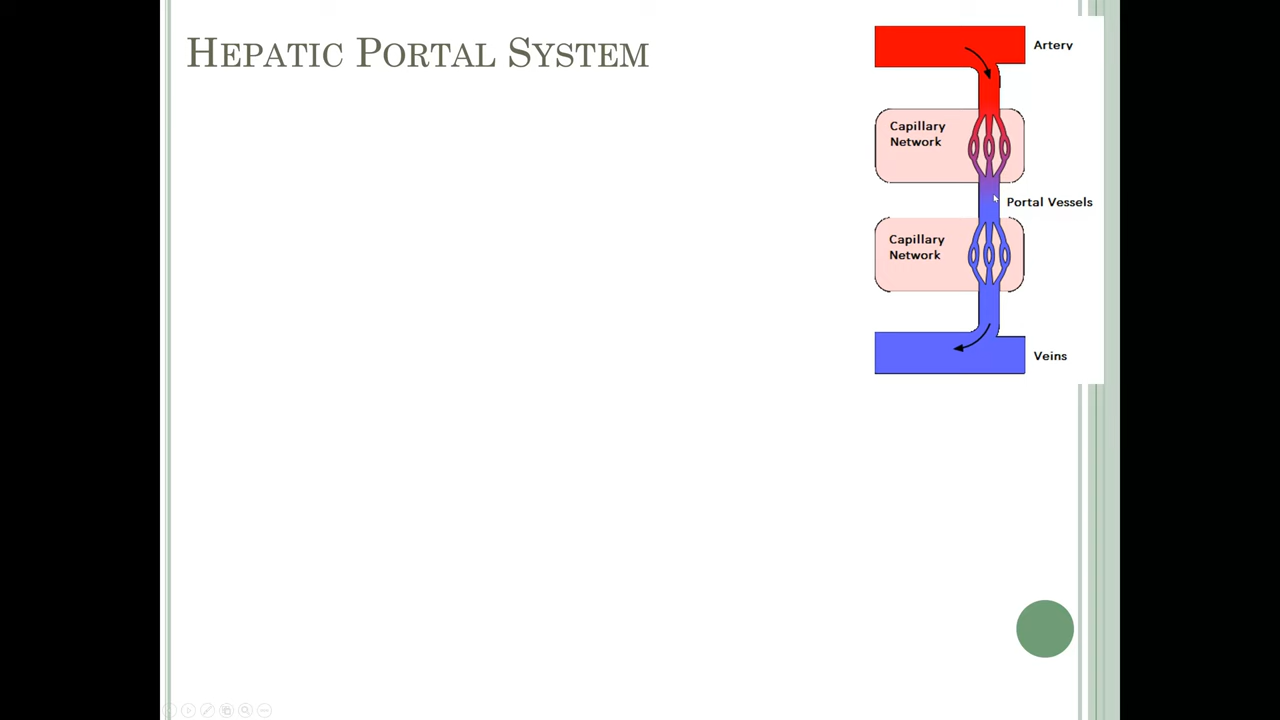 Hepatic Portal System
Artery
Capillary
Network
Portal Vessels
Capillary
Network
Veins